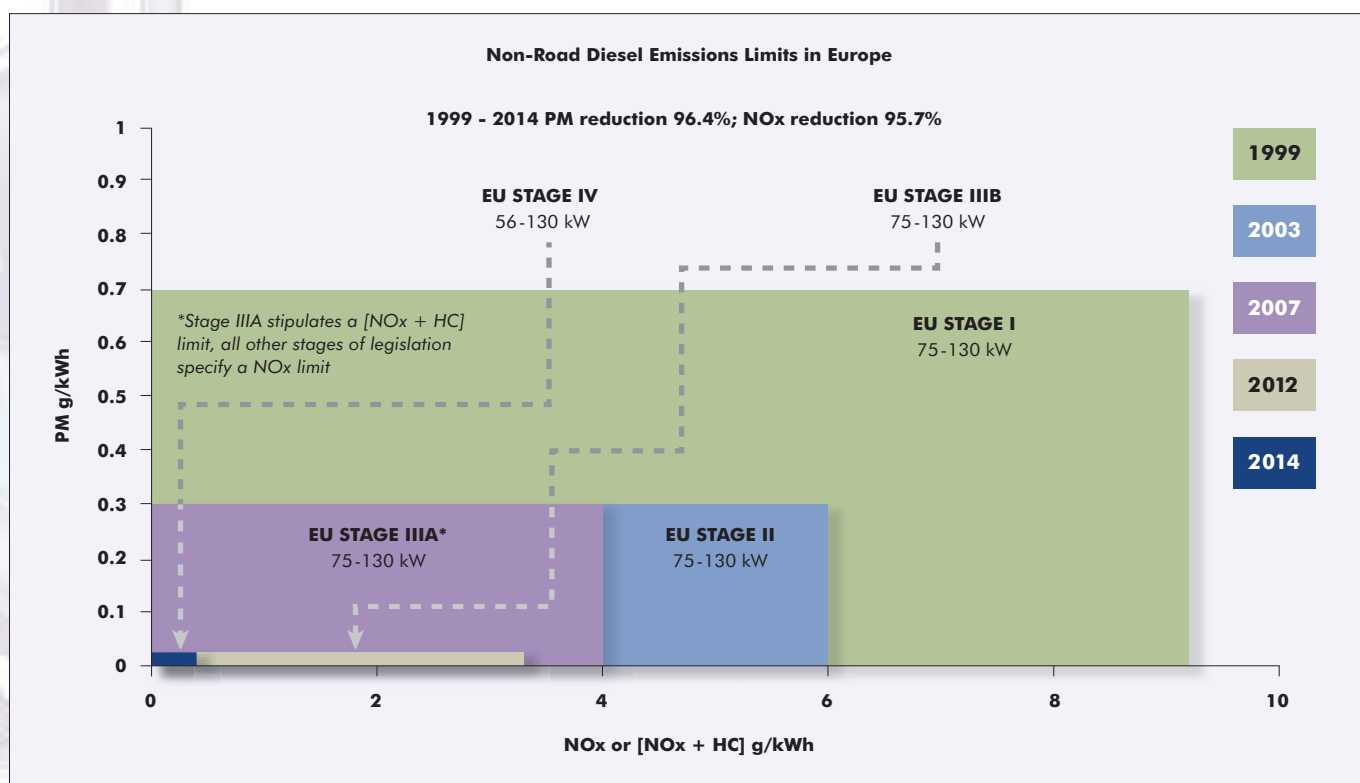 Non-Road Diesel Emissions Limits in Europe
1999 - 2014 PM reduction 96.4%; NOx reduction 95.7%
1
0.9
0.8
0.7
0.6
0.5
0.4
0.3
0.2
0.1
0
PM g/kWh
EU STAGE IV
56-130 kW
EU STAGE IIIB
75-130 kW
*Stage IIIA stipulates a [NOx + HC]
limit, all other stages of legislation
specify a NOx limit
EU STAGE I
75-130 kW
EU STAGE IIIA*
75-130 kW
EU STAGE II
75-130 kW
1999
2003
2007
2012
2014
0
2
4
6
8
10
NOx or [NOx + HC] g/kWh